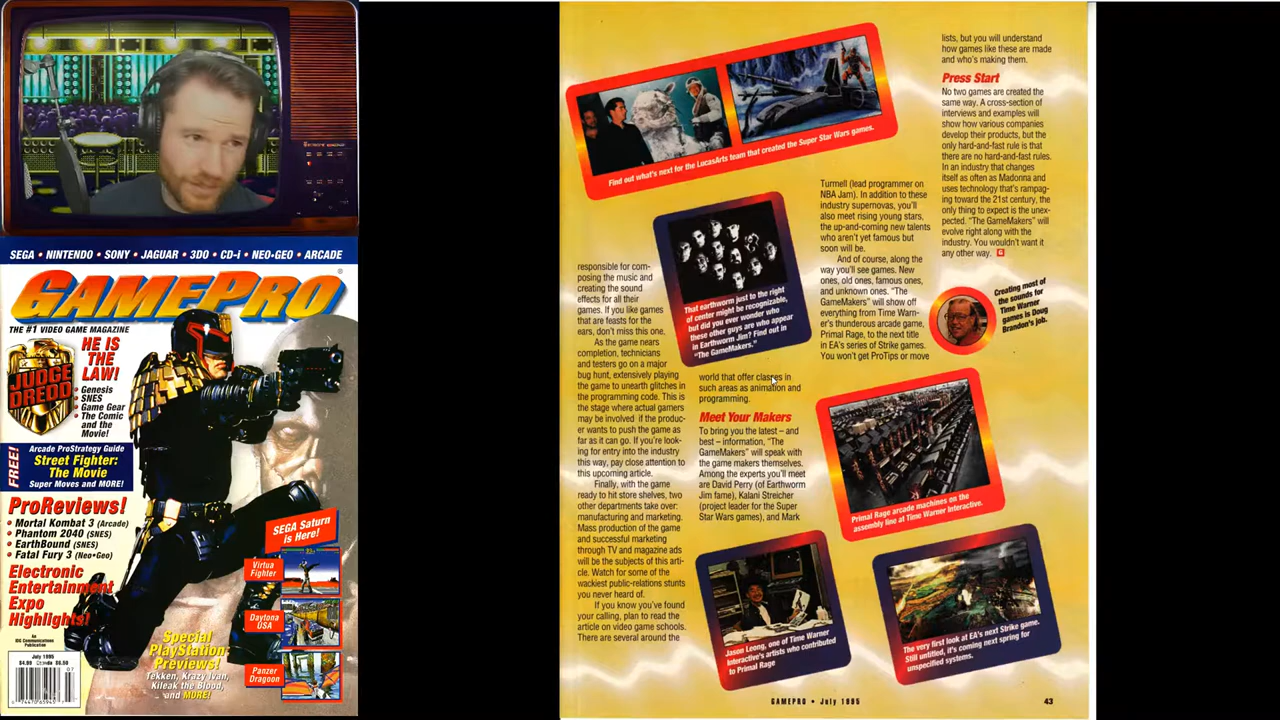 SEGA • NINTENDO • SONY • JAGUAR • 3DO • CD-i • NEO•GEO • ARCADE
GAMEPRO
THE #1 VIDEO GAME MAGAZINE
HE IS
THE
LAW!
JUDGE
DREDD
• Genesis
• SNES
• Game Gear
• The Comic
and the
Movie!
FREE!
Arcade ProStrategy Guide
Street Fighter:
The Movie
Super Moves and MORE!
ProReviews!
• Mortal Kombat 3 (Arcade)
• Phantom 2040 (SNES)
• EarthBound (SNES)
• Fatal Fury 3 (Neo•Geo)
Electronic
Entertainment
Expo
Highlights!
An
IDG Communications
Publication
July 1995
SEGA Saturn
is Here!
Virtua
Fighter
Daytona
USA
Panzer
Dragoon
Special
PlayStation
Previews!
Tekken, Krazy Ivan,
Kileak the Blood,
and MORE!
Find out what's next for the LucasArts team that created the Super Star Wars games.
responsible for com-
posing the music and
creating the sound
effects for all their
games. If you like games
that are feasts for the
ears, don't miss this one.
As the game nears
completion, technicians
and testers go on a major
bug hunt, extensively playing
the game to unearth glitches in
the programming code. This is
the stage where actual gamers
may be involved if the produc-
er wants to push the game as
far as it can go. If you're look-
ing for entry into the industry
this way, pay close attention to
this upcoming article.
Finally, with the game
ready to hit store shelves, two
other departments take over:
manufacturing and marketing.
Mass production of the game
and successful marketing
through TV and magazine ads
will be the subjects of this arti-
cle. Watch for some of the
wackiest public-relations stunts
you never heard of.
If you know you've found
your calling, plan to read the
article on video game schools.
There are several around the
That earthworm just to the right
of center might be recognizable,
but did you ever wonder who
these other guys are who appear
in Earthworm Jim? Find out in
"The GameMakers."
world that offer classes in
such areas as animation and
programming.
Meet Your Makers
To bring you the latest – and
best – information, "The
GameMakers" will speak with
the game makers themselves.
Among the experts you'll meet
are David Perry (of Earthworm
Jim fame), Kalani Streicher
(project leader for the Super
Star Wars games), and Mark
Jason Leong, one of Time Warner
Interactive's artists who contributed
to Primal Rage
Turmell (lead programmer on
NBA Jam). In addition to these
industry supernovas, you'll
also meet rising young stars,
the up-and-coming new talents
who aren't yet famous but
soon will be.
And of course, along the
way you'll see games. New
ones, old ones, famous ones,
and unknown ones. "The
GameMakers" will show off
everything from Time Warn-
er's thunderous arcade game,
Primal Rage, to the next title
in EA's series of Strike games.
You won't get ProTips or move
lists, but you will understand
how games like these are made
and who's making them.
Press Start
No two games are created the
same way. A cross-section of
interviews and examples will
show how various companies
develop their products, but the
only hard-and-fast rule is that
there are no hard-and-fast rules.
In an industry that changes
itself as often as Madonna and
uses technology that's rampag-
ing toward the 21st century, the
only thing to expect is the unex-
pected. "The GameMakers" will
evolve right along with the
industry. You wouldn't want it
any other way. G
Creating most of
the sounds for
Time Warner
games is Doug
Brandon's job.
Primal Rage arcade machines on the
assembly line at Time Warner Interactive.
The very first look at EA's next Strike game.
Still untitled, it's coming next spring for
unspecified systems.
GAMEPRO • July 1995
43